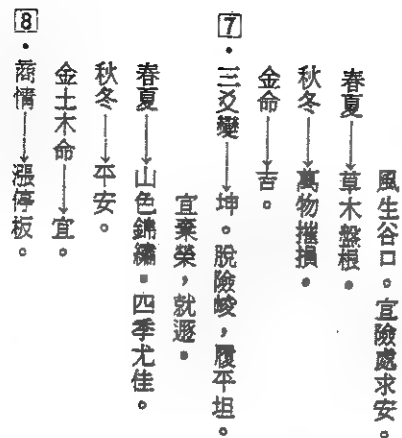 風生谷口。宜險處求安。
春夏──→草木盤根。
秋冬──→萬物摧損。
金命──→吉。
7・三爻變──→坤。脫險峻，履平坦。
宜棄榮，就遯。
春夏──→山色錦繡。四季尤佳。
秋冬──→平安。
金土木命──→宜。
8・商情──→漲停板。